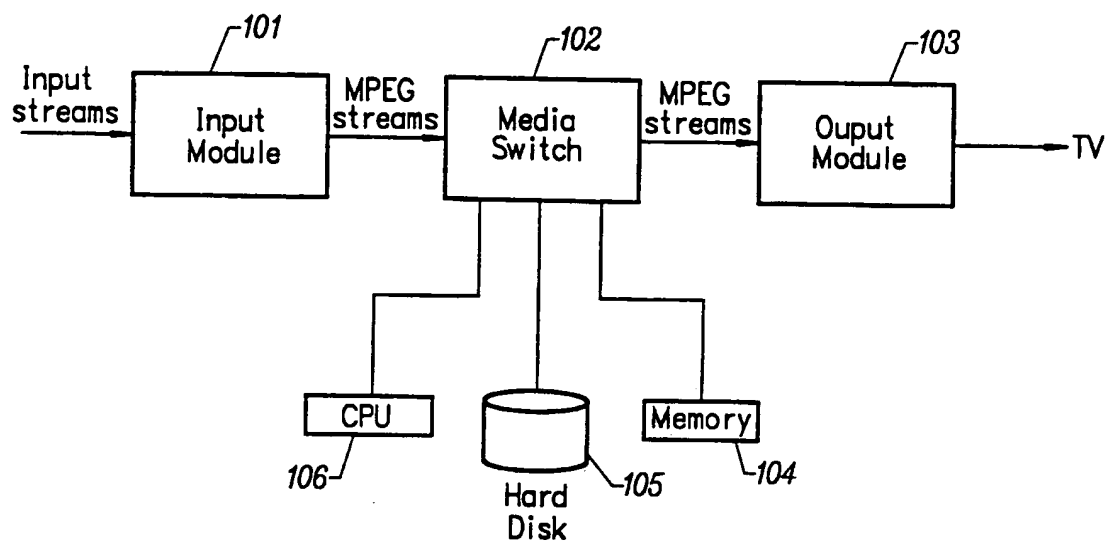 101
102
103
Input
streams
Input
Module
MPEG
streams
Media
Switch
MPEG
streams
Ouput
Module
TV
CPU
106
105
Hard
Disk
Memory
104